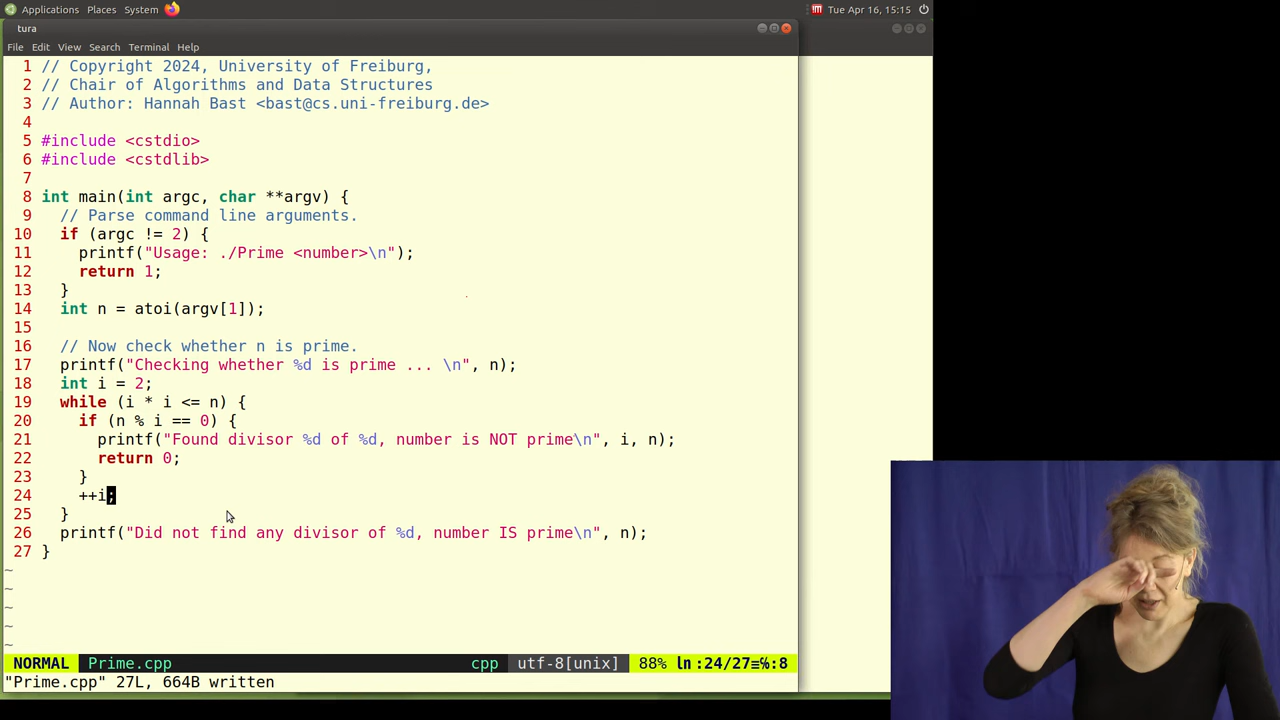 Applications Places System Tue Apr 16, 15:15
tura
File Edit View Search Terminal Help
1 // Copyright 2024, University of Freiburg,
2 // Chair of Algorithms and Data Structures
3 // Author: Hannah Bast <bast@cs.uni-freiburg.de>
4
5 #include <cstdio>
6 #include <cstdlib>
7
8 int main(int argc, char **argv) {
9   // Parse command line arguments.
10   if (argc != 2) {
11     printf("Usage: ./Prime <number>\n");
12     return 1;
13   }
14   int n = atoi(argv[1]);
15
16   // Now check whether n is prime.
17   printf("Checking whether %d is prime ... \n", n);
18   int i = 2;
19   while (i * i <= n) {
20     if (n % i == 0) {
21       printf("Found divisor %d of %d, number is NOT prime\n", i, n);
22       return 0;
23     }
24     ++i;
25   }
26   printf("Did not find any divisor of %d, number IS prime\n", n);
27 }
~
~
~
~
~
NORMAL Prime.cpp cpp utf-8[unix] 88% ln:24/27≡℅:8
"Prime.cpp" 27L, 664B written